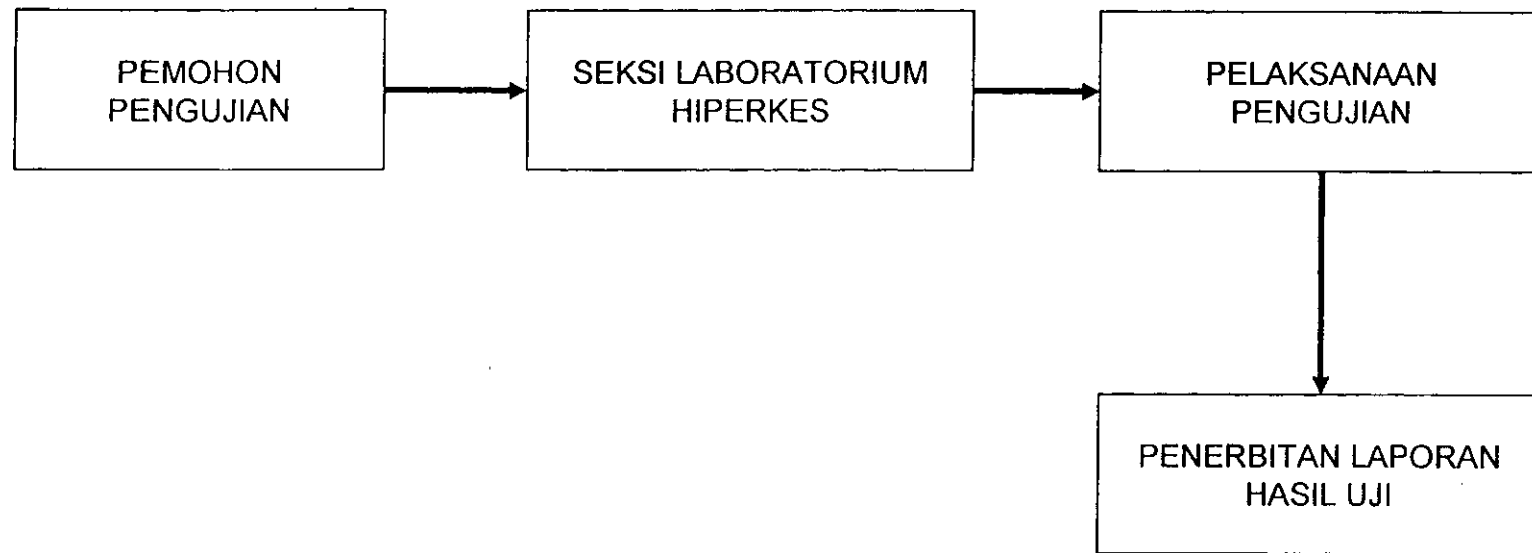 PEMOHON
PENGUJIAN
SEKSI LABORATORIUM
HIPERKES
PELAKSANAAN
PENGUJIAN
PENERBITAN LAPORAN
HASIL UJI